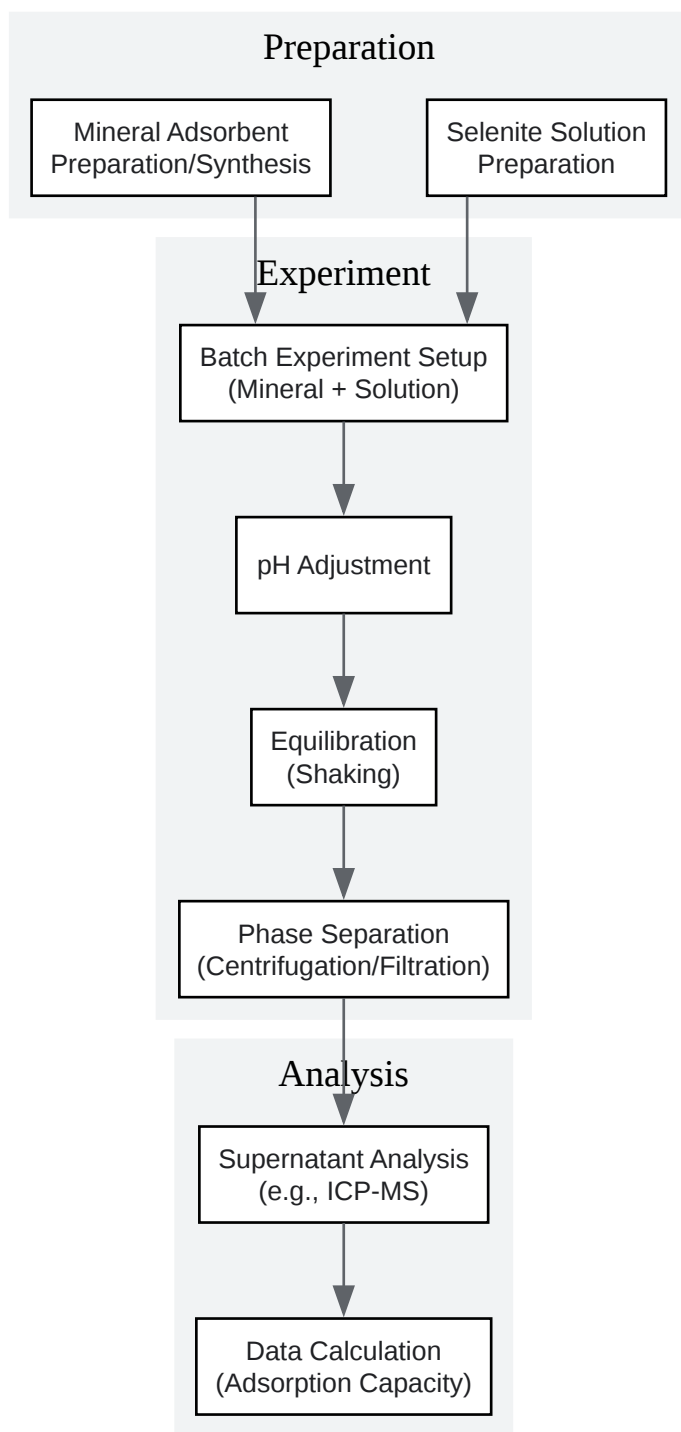 Preparation
Mineral Adsorbent
Preparation/Synthesis
Selenite Solution
Preparation
Experiment
Batch Experiment Setup
(Mineral + Solution)
pH Adjustment
Equilibration
(Shaking)
Phase Separation
(Centrifugation/Filtration)
Analysis
Supernatant Analysis
(e.g., ICP-MS)
Data Calculation
(Adsorption Capacity)